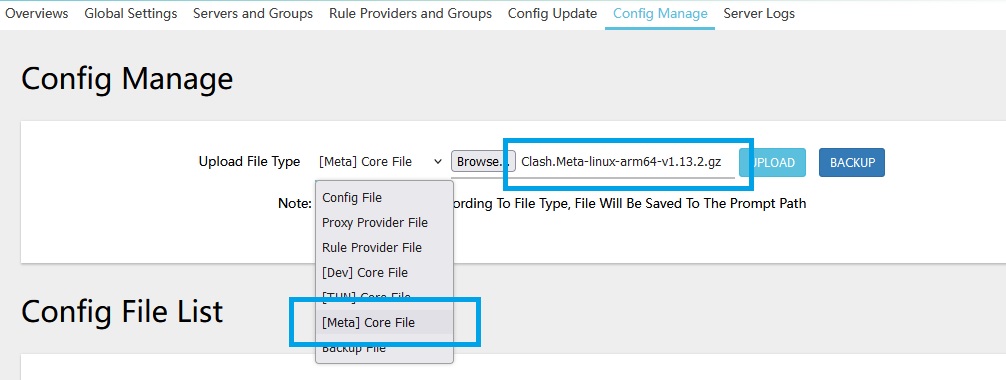 Overviews Global Settings Servers and Groups Rule Providers and Groups Config Update Config Manage Server Logs
Config Manage
Upload File Type [Meta] Core File Browse... Clash.Meta-linux-arm64-v1.13.2.gz UPLOAD BACKUP
Note: ording To File Type, File Will Be Saved To The Prompt Path
Config File
Proxy Provider File
Rule Provider File
[Dev] Core File
[TUN] Core File
[Meta] Core File
Backup File
Config File List